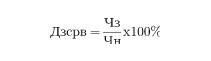 Дзсрв = Чз/Чн х100%